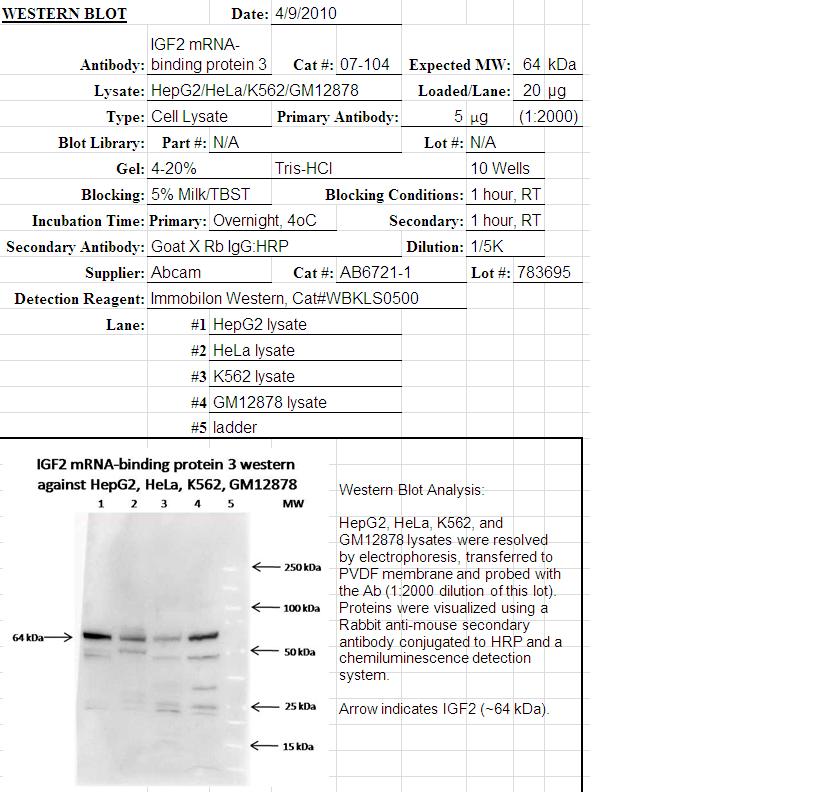 WESTERN BLOT Date: 4/9/2010
IGF2 mRNA-
Antibody: binding protein 3 Cat #: 07-104 Expected MW: 64 kDa
Lysate: HepG2/HeLa/K562/GM12878 Loaded/Lane: 20 µg
Type: Cell Lysate Primary Antibody: 5 µg (1:2000)
Blot Library: Part #: N/A Lot #: N/A
Gel: 4-20% Tris-HCl 10 Wells
Blocking: 5% Milk/TBST Blocking Conditions: 1 hour, RT
Incubation Time: Primary: Overnight, 4oC Secondary: 1 hour, RT
Secondary Antibody: Goat X Rb IgG:HRP Dilution: 1/5K
Supplier: Abcam Cat #: AB6721-1 Lot #: 783695
Detection Reagent: Immobilon Western, Cat#WBKLS0500
Lane: #1 HepG2 lysate
#2 HeLa lysate
#3 K562 lysate
#4 GM12878 lysate
#5 ladder
IGF2 mRNA-binding protein 3 western
against HepG2, HeLa, K562, GM12878
1 2 3 4 5 MW
250 kDa
100 kDa
64 kDa
50 kDa
25 kDa
15 kDa
Western Blot Analysis:
HepG2, HeLa, K562, and
GM12878 lysates were resolved
by electrophoresis, transferred to
PVDF membrane and probed with
the Ab (1:2000 dilution of this lot).
Proteins were visualized using a
Rabbit anti-mouse secondary
antibody conjugated to HRP and a
chemiluminescence detection
system.
Arrow indicates IGF2 (~64 kDa).